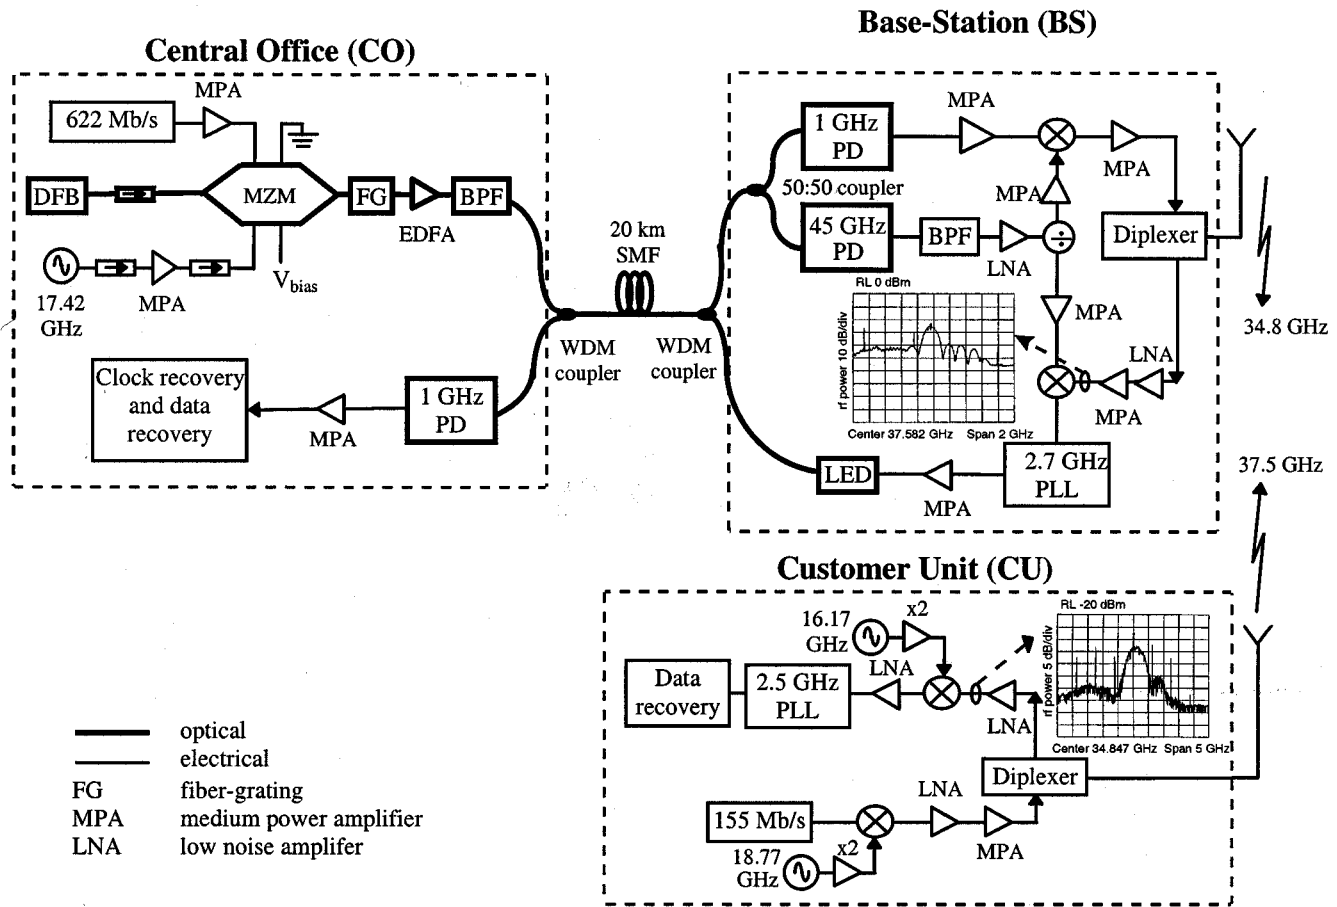 Base-Station (BS)
Central Office (CO)
MPA
622 Mb/s
DFB
MZM
FG
BPF
EDFA
17.42
GHz
MPA
V_bias
Clock recovery
and data
recovery
MPA
1 GHz
PD
WDM
coupler
20 km
SMF
WDM
coupler
1 GHz
PD
MPA
MPA
50:50 coupler
MPA
45 GHz
PD
BPF
LNA
÷
Diplexer
RL 0 dBm
rf power 10 dB/div
Center 37.582 GHz Span 2 GHz
MPA
LNA
MPA
LED
MPA
2.7 GHz
PLL
34.8 GHz
37.5 GHz
Customer Unit (CU)
16.17
GHz
x2
RL -20 dBm
rf power 5 dB/div
Center 34.847 GHz Span 5 GHz
Data
recovery
2.5 GHz
PLL
LNA
LNA
Diplexer
155 Mb/s
LNA
MPA
18.77
GHz
x2
optical
electrical
FG fiber-grating
MPA medium power amplifier
LNA low noise amplifer